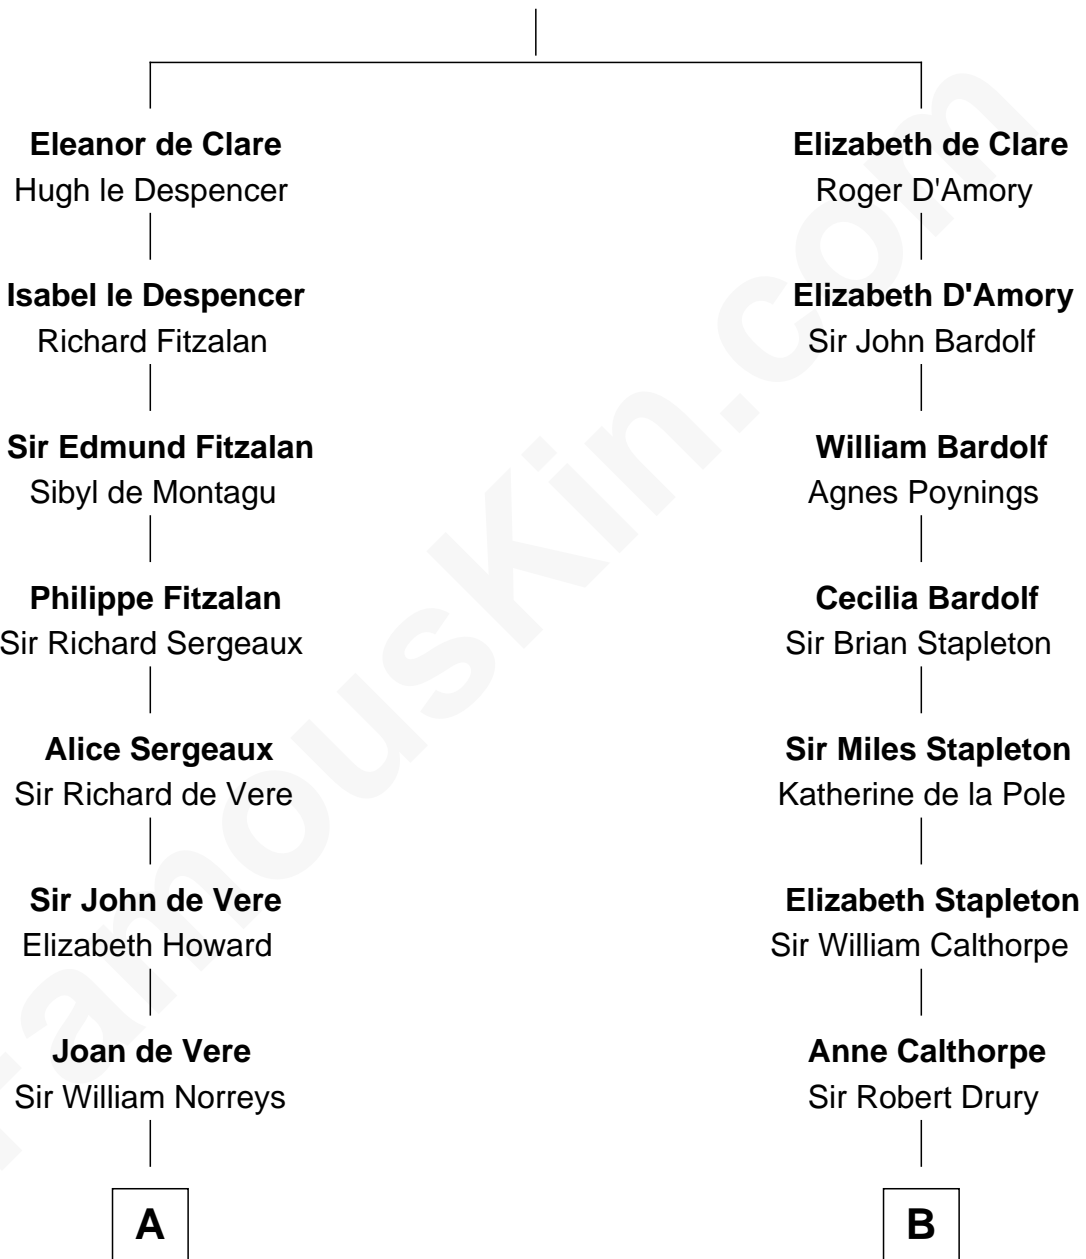 Eleanor de Clare
Hugh le Despencer
Isabel le Despencer
Richard Fitzalan
Sir Edmund Fitzalan
Sibyl de Montagu
Philippe Fitzalan
Sir Richard Sergeaux
Alice Sergeaux
Sir Richard de Vere
Sir John de Vere
Elizabeth Howard
Joan de Vere
Sir William Norreys
A
Elizabeth de Clare
Roger D'Amory
Elizabeth D'Amory
Sir John Bardolf
William Bardolf
Agnes Poynings
Cecilia Bardolf
Sir Brian Stapleton
Sir Miles Stapleton
Katherine de la Pole
Elizabeth Stapleton
Sir William Calthorpe
Anne Calthorpe
Sir Robert Drury
B
FamousKin.com